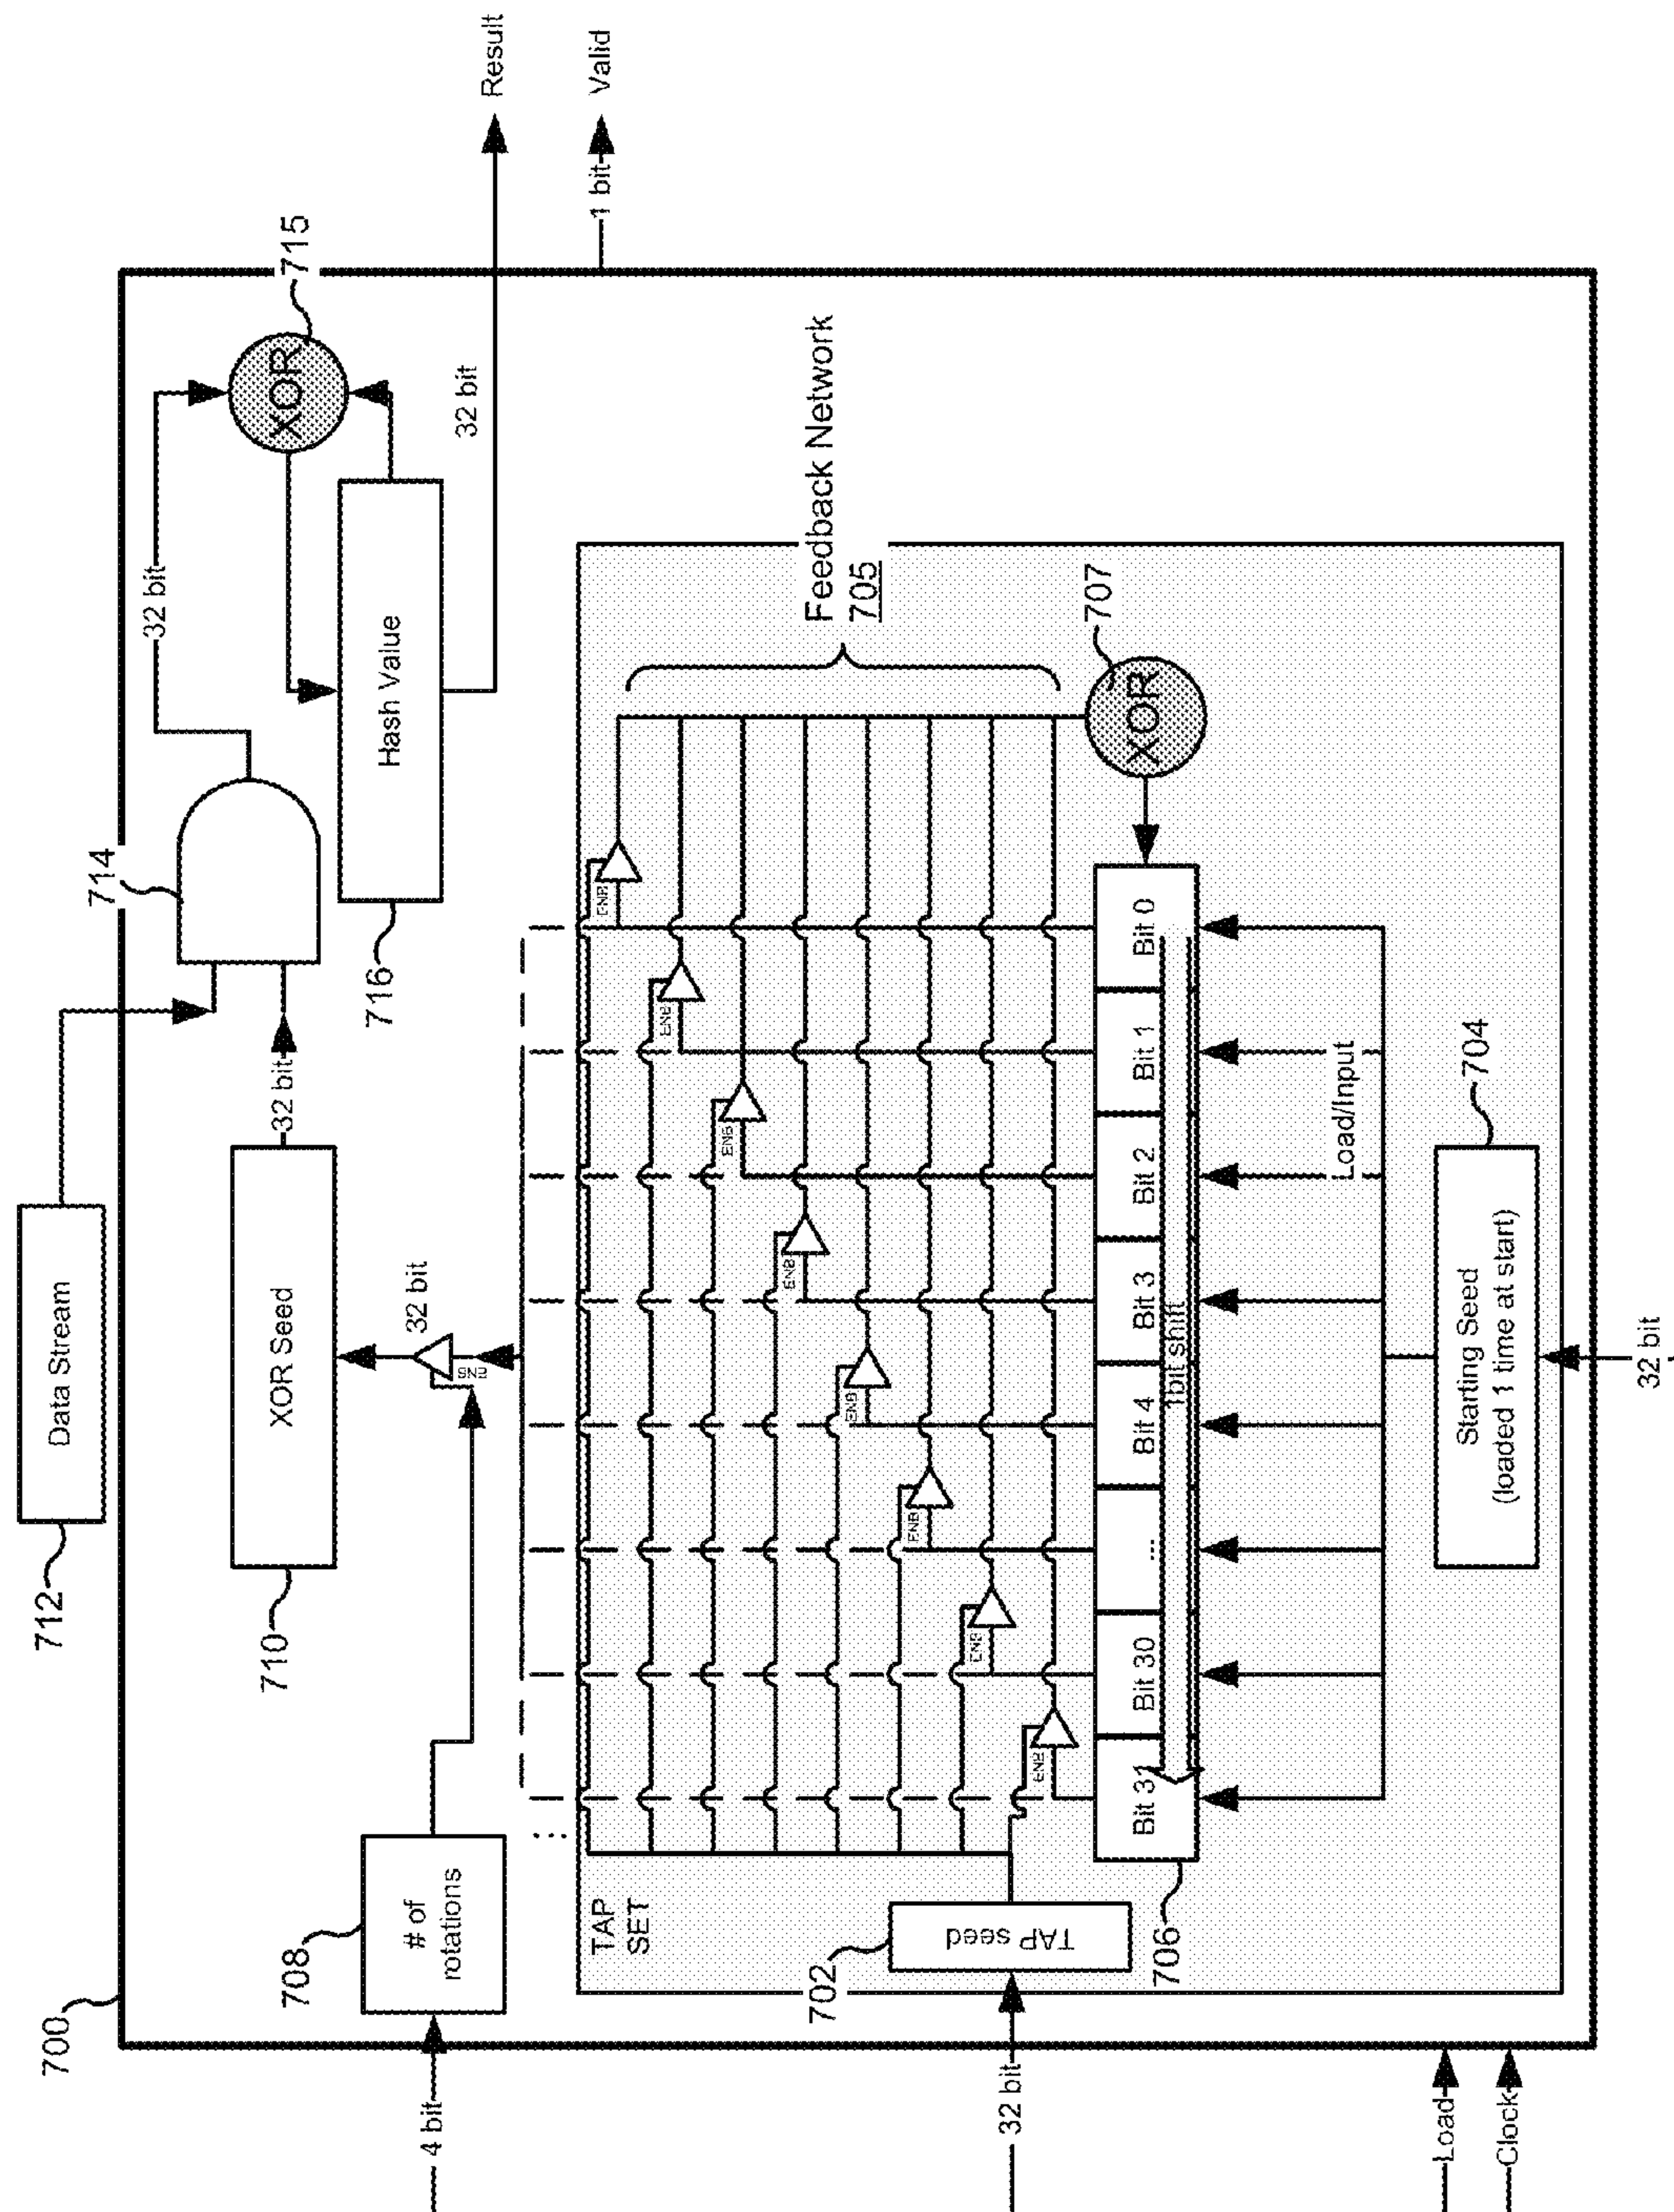 700
712
Data Stream
710
XOR Seed
32 bit
714
32 bit
XOR
715
Hash Value
716
32 bit
Result
1 bit
Valid
4 bit
708
# of
rotations
32 bit
ENB
TAP
SET
ENB
ENB
ENB
ENB
ENB
ENB
ENB
ENB
Feedback Network
705
32 bit
702
TAP seed
706
Bit 31
Bit 30
...
Bit 4
Bit 3
Bit 2
Bit 1
Bit 0
1bit shift
XOR
707
Load/Input
Load
Clock
Starting Seed
(loaded 1 time at start)
704
32 bit